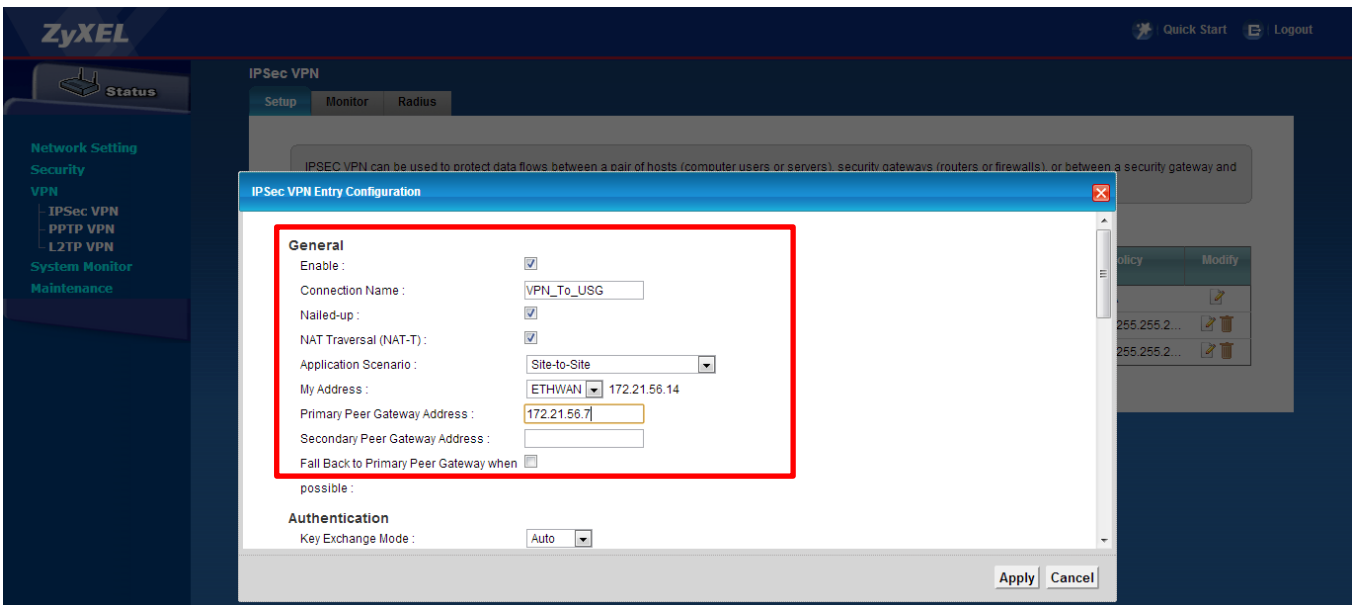 ZyXEL
Quick Start Logout
Status
IPSec VPN
Setup Monitor Radius
Network Setting
Security
VPN
IPSec VPN
PPTP VPN
L2TP VPN
System Monitor
Maintenance
IPSEC VPN can be used to protect data flows between a pair of hosts (computer users or servers), security gateways (routers or firewalls), or between a security gateway and
IPSec VPN Entry Configuration
olicy Modify
255.255.2...
255.255.2...
General
Enable :
Connection Name : VPN_To_USG
Nailed-up :
NAT Traversal (NAT-T) :
Application Scenario : Site-to-Site
My Address : ETHWAN 172.21.56.14
Primary Peer Gateway Address : 172.21.56.7
Secondary Peer Gateway Address :
Fall Back to Primary Peer Gateway when
possible :
Authentication
Key Exchange Mode : Auto
Apply Cancel